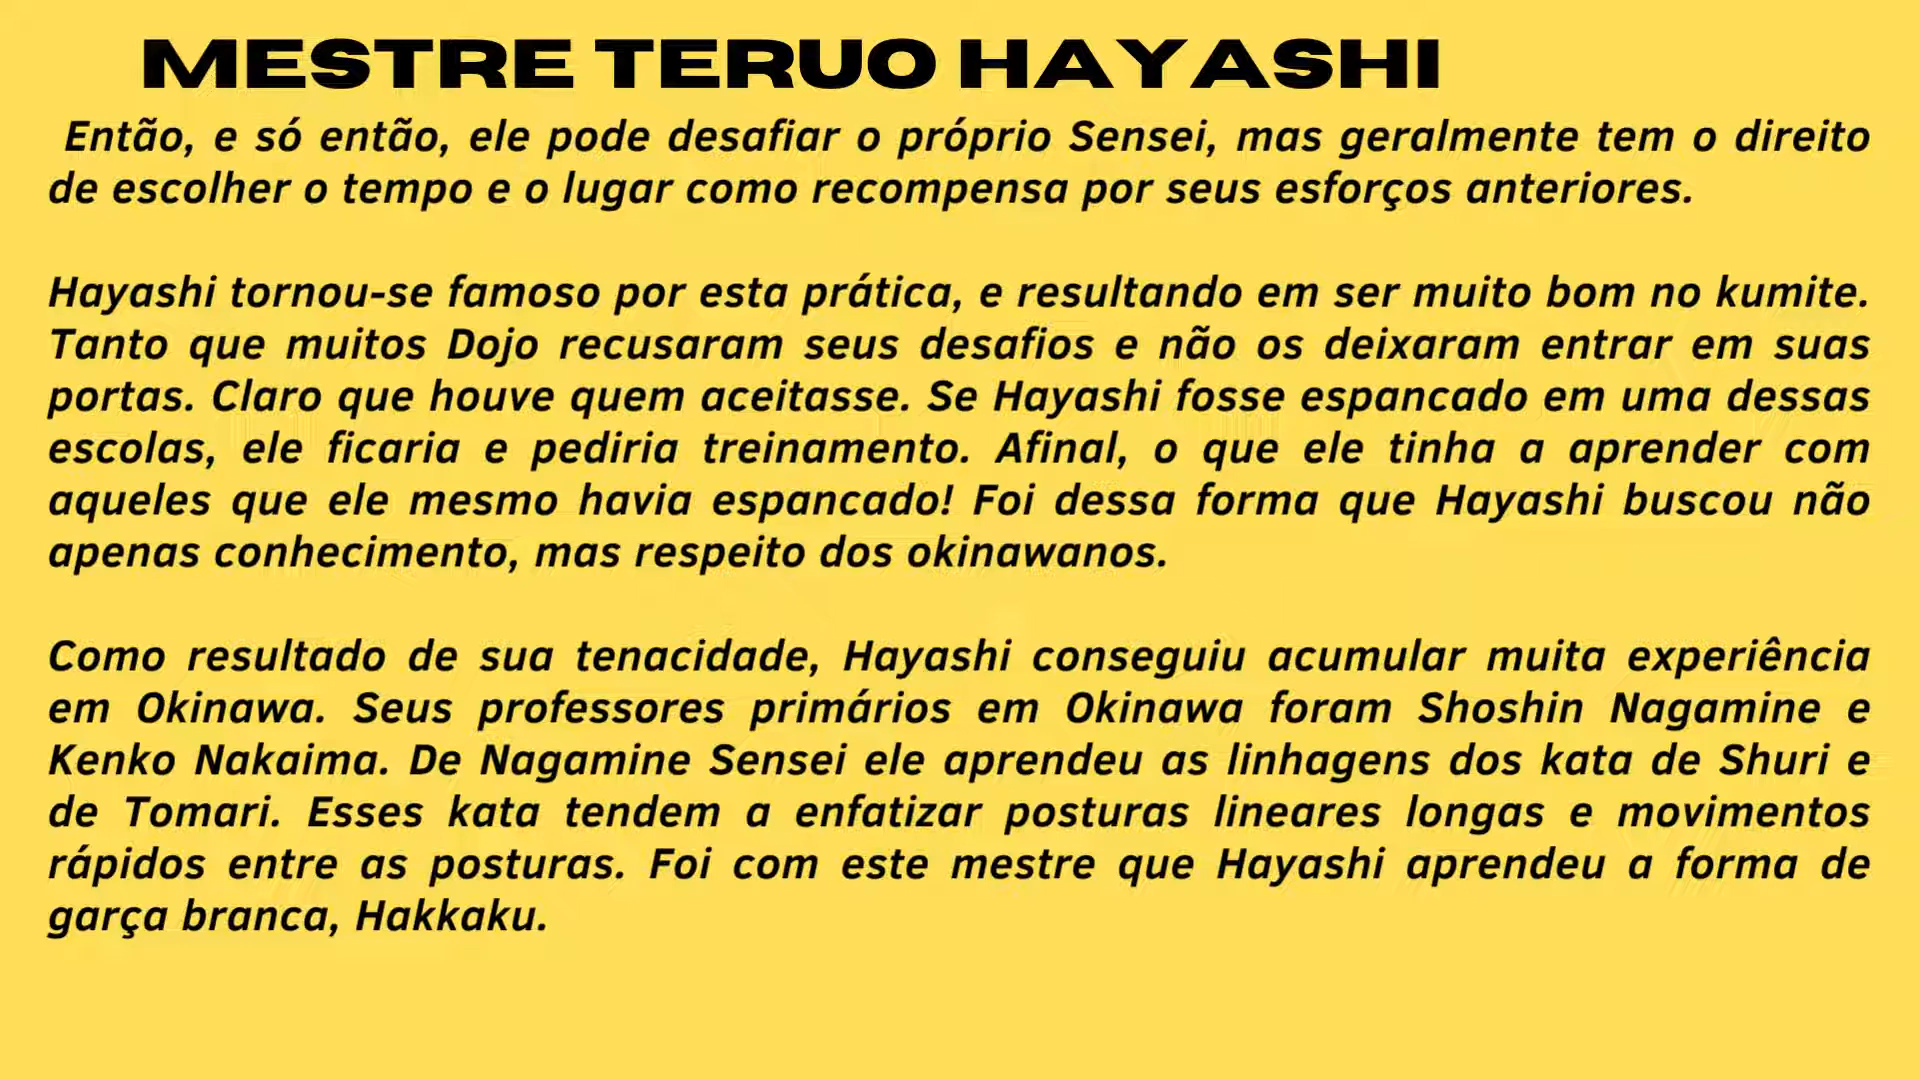 MESTRE TERUO HAYASHI
Então, e só então, ele pode desafiar o próprio Sensei, mas geralmente tem o direito
de escolher o tempo e o lugar como recompensa por seus esforços anteriores.
Hayashi tornou-se famoso por esta prática, e resultando em ser muito bom no kumite.
Tanto que muitos Dojo recusaram seus desafios e não os deixaram entrar em suas
portas. Claro que houve quem aceitasse. Se Hayashi fosse espancado em uma dessas
escolas, ele ficaria e pediria treinamento. Afinal, o que ele tinha a aprender com
aqueles que ele mesmo havia espancado! Foi dessa forma que Hayashi buscou não
apenas conhecimento, mas respeito dos okinawanos.
Como resultado de sua tenacidade, Hayashi conseguiu acumular muita experiência
em Okinawa. Seus professores primários em Okinawa foram Shoshin Nagamine e
Kenko Nakaima. De Nagamine Sensei ele aprendeu as linhagens dos kata de Shuri e
de Tomari. Esses kata tendem a enfatizar posturas lineares longas e movimentos
rápidos entre as posturas. Foi com este mestre que Hayashi aprendeu a forma de
garça branca, Hakkaku.